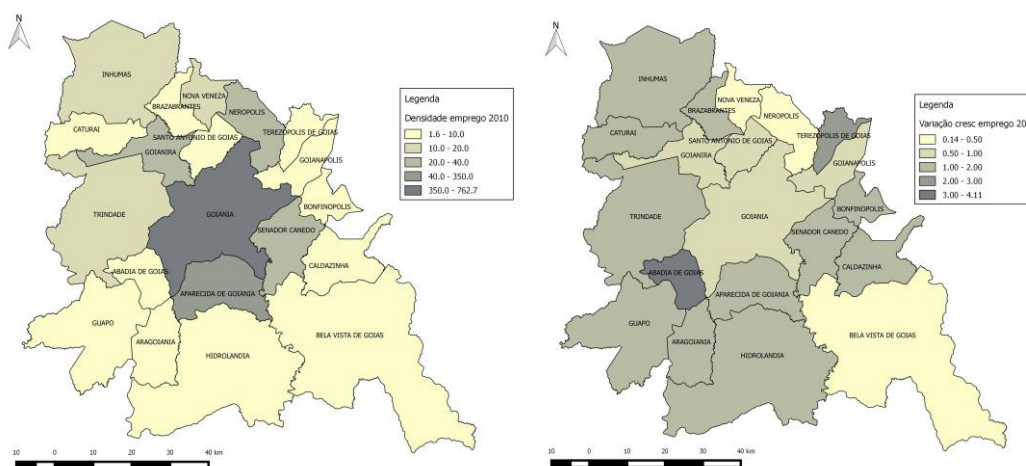 N
INHUMAS
NOVA VENEZA
BRAZABRANTES
NEROPOLIS
CATURAI
SANTO ANTONIO DE GOIAS
TEREZOPOLIS DE GOIAS
GOIANIRA
GOIANAPOLIS
TRINDADE
GOIANIA
BONFINOPOLIS
SENADOR CANEDO
ABADIA DE GOIAS
CALDAZINHA
APARECIDA DE GOIANIA
GUAPO
ARAGOIANIA
HIDROLANDIA
BELA VISTA DE GOIAS
Legenda
Densidade emprego 2010
1.6 - 10.0
10.0 - 20.0
20.0 - 40.0
40.0 - 350.0
350.0 - 762.7
10 0 10 20 30 40 km
N
INHUMAS
NOVA VENEZA
BRAZABRANTES
NEROPOLIS
CATURAI
SANTO ANTONIO DE GOIAS
TEREZOPOLIS DE GOIAS
GOIANIRA
GOIANAPOLIS
TRINDADE
GOIANIA
BONFINOPOLIS
SENADOR CANEDO
ABADIA DE GOIAS
CALDAZINHA
APARECIDA DE GOIANIA
GUAPO
ARAGOIANIA
HIDROLANDIA
BELA VISTA DE GOIAS
Legenda
Variação cresc emprego 20
0.14 - 0.50
0.50 - 1.00
1.00 - 2.00
2.00 - 3.00
3.00 - 4.11
10 0 10 20 30 40 km